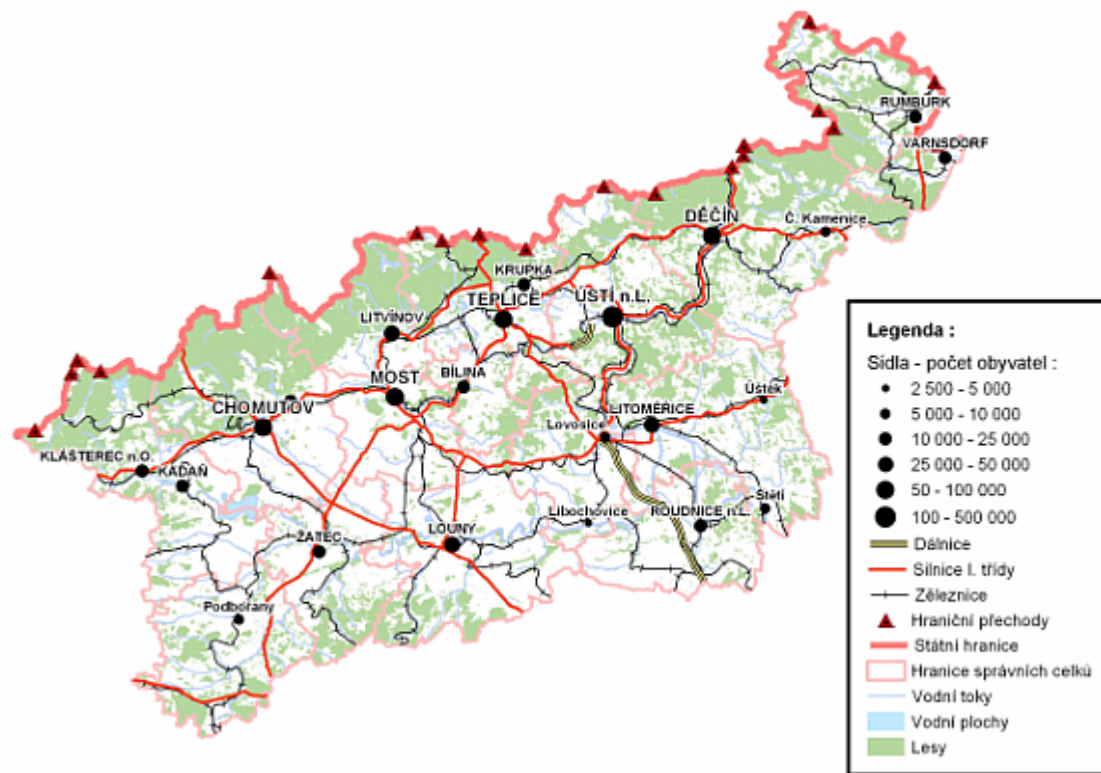 RUMBURK
VARNSDORF
DĚČÍN
Č. Kamenice
KRUPKA
TEPLICE
ÚSTÍ n.L.
LITVÍNOV
BÍLINA
MOST
CHOMUTOV
Úštěk
LITOMĚŘICE
Lovosice
KLÁŠTEREC n.O.
KADAŇ
Štětí
Libochovice
ROUDNICE n.L.
LOUNY
ŽATEC
Podbořany
Legenda :
Sídla - počet obyvatel :
2 500 - 5 000
5 000 - 10 000
10 000 - 25 000
25 000 - 50 000
50 - 100 000
100 - 500 000
Dálnice
Silnice I. třídy
Zěleznice
Hraniční přechody
Státní hranice
Hranice správních celků
Vodní toky
Vodní plochy
Lesy